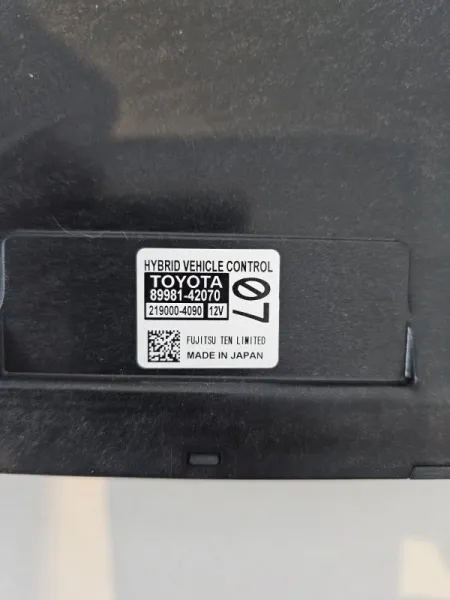 HYBRID VEHICLE CONTROL
TOYOTA
89981-42070
219000-4090 12V
07
FUJITSU TEN LIMITED
MADE IN JAPAN